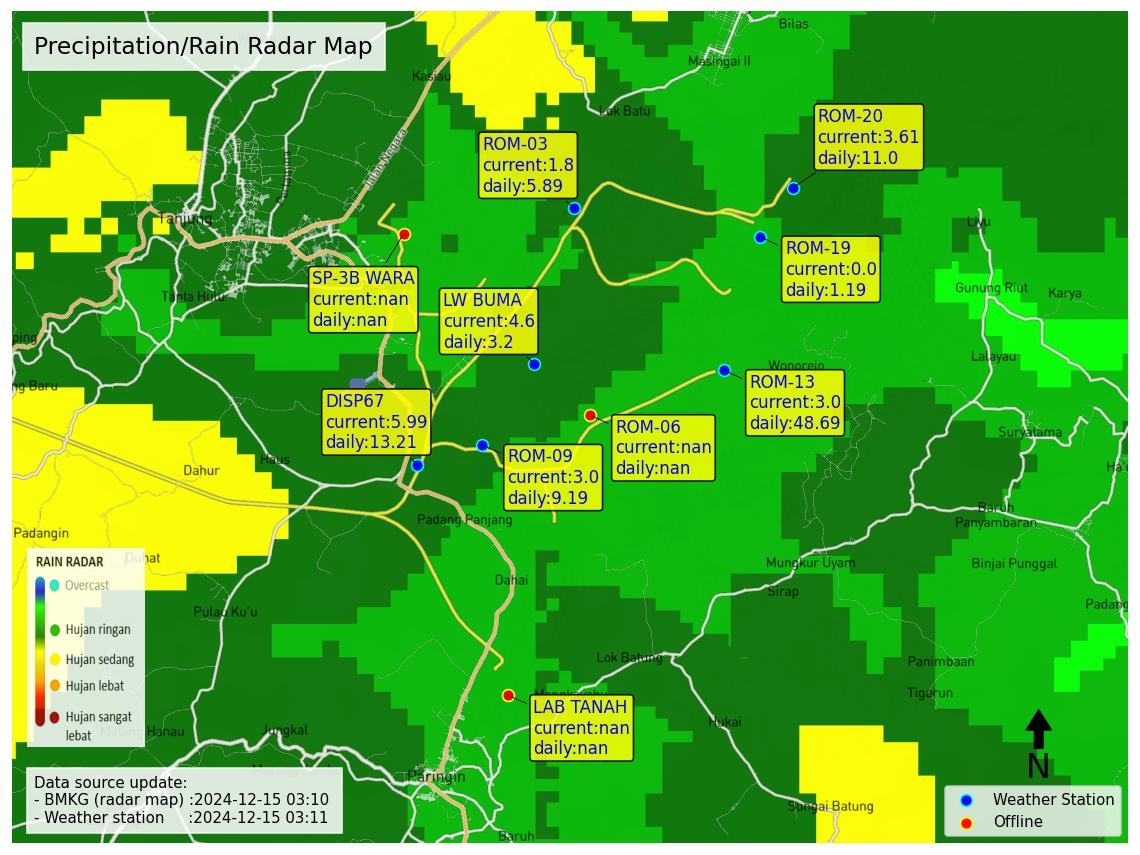 Precipitation/Rain Radar Map
Bilas
Masingai II
Kasiau
Lok Batu
Jalan Negara
ROM-20
current:3.61
daily:11.0
ROM-03
current:1.8
daily:5.89
Tanjung
Liyu
ROM-19
current:0.0
daily:1.19
SP-3B WARA
current:nan
daily:nan
LW BUMA
current:4.6
daily:3.2
Tanta Hulu
Gunung Riut
Karya
ping
Lalayau
Wonorejo
ROM-13
current:3.0
daily:48.69
ng Baru
DISP67
current:5.99
daily:13.21
ROM-06
current:nan
daily:nan
Suryatama
ROM-09
current:3.0
daily:9.19
Haus
Dahur
Ha'u
Baruh
Panyambaran
Padang Panjang
Padangin
Duhat
Mungkur Uyam
Binjai Punggal
Dahai
Sirap
Pulau Ku'u
Padang
RAIN RADAR
Overcast
Hujan ringan
Hujan sedang
Hujan lebat
Hujan sangat
lebat
Lok Batung
Panimbaan
Tigarun
LAB TANAH
current:nan
daily:nan
Hukai
Hanau
Jungkal
Paringin
Sungai Batung
Baruh
N
Data source update:
- BMKG (radar map) :2024-12-15 03:10
- Weather station :2024-12-15 03:11
Weather Station
Offline